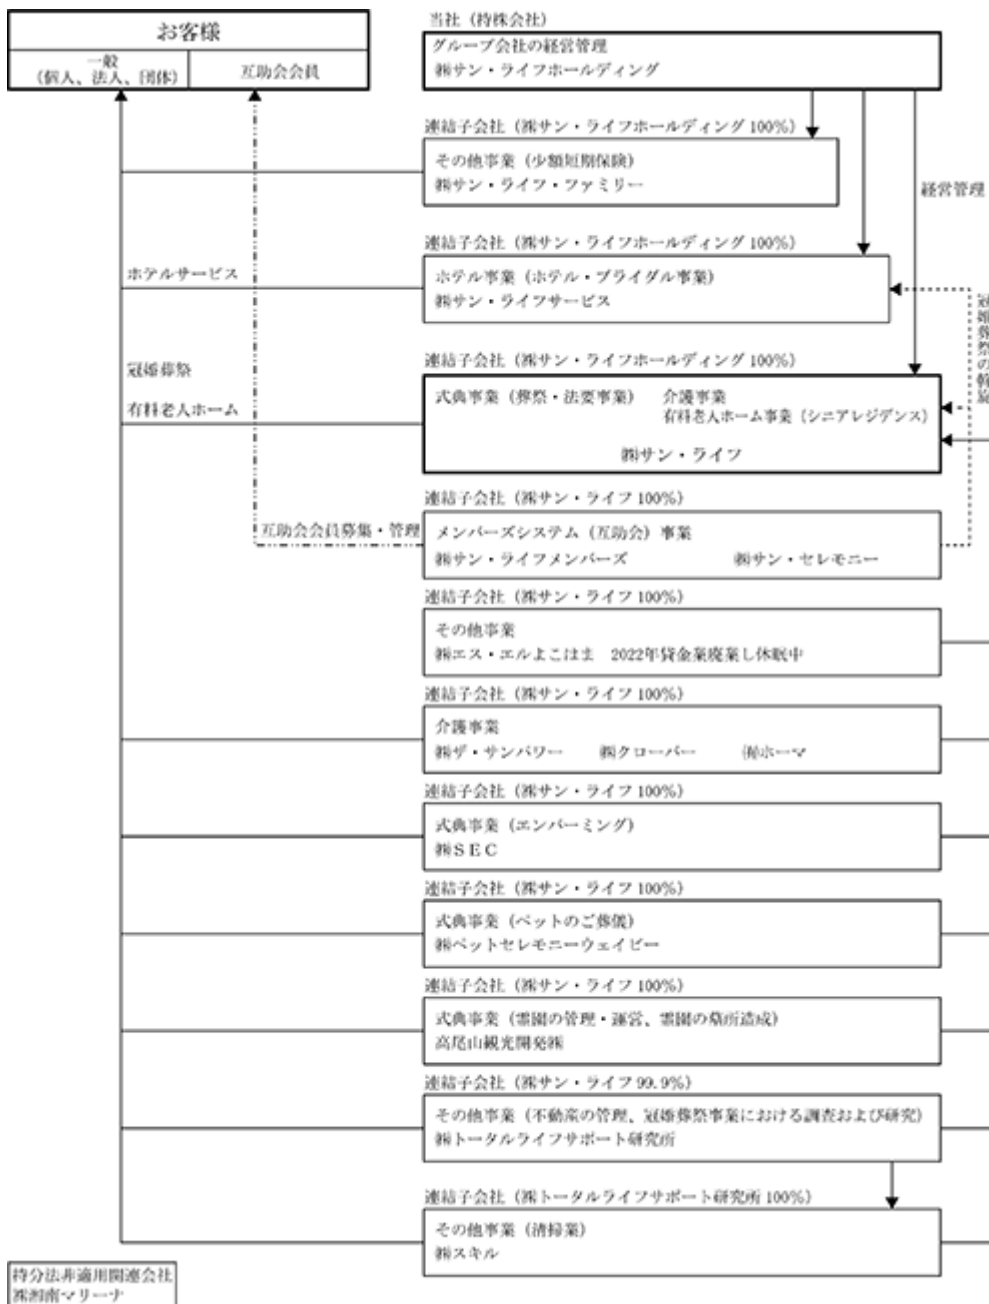 お客様
一般
(個人、法人、団体)
互助会会員
当社（持株会社）
グループ会社の経営管理
㈱サン・ライフホールディング
連結子会社（㈱サン・ライフホールディング 100%）
その他事業（少額短期保険）
㈱サン・ライフ・ファミリー
経営管理
連結子会社（㈱サン・ライフホールディング 100%）
ホテルサービス
ホテル事業（ホテル・ブライダル事業）
㈱サン・ライフサービス
冠婚葬祭の斡旋
連結子会社（㈱サン・ライフホールディング 100%）
冠婚葬祭
有料老人ホーム
式典事業（葬祭・法要事業）　介護事業
有料老人ホーム事業（シニアレジデンス）
㈱サン・ライフ
連結子会社（㈱サン・ライフ 100%）
互助会会員募集・管理
メンバーズシステム（互助会）事業
㈱サン・ライフメンバーズ　㈱サン・セレモニー
連結子会社（㈱サン・ライフ 100%）
その他事業
㈱エス・エルよこはま　2022年貸金業廃業し休眠中
連結子会社（㈱サン・ライフ 100%）
介護事業
㈱ザ・サンパワー　㈱クローバー　㈲ホーマ
連結子会社（㈱サン・ライフ 100%）
式典事業（エンバーミング）
㈱ＳＥＣ
連結子会社（㈱サン・ライフ 100%）
式典事業（ペットのご葬儀）
㈱ペットセレモニーウェイビー
連結子会社（㈱サン・ライフ 100%）
式典事業（霊園の管理・運営、霊園の墓所造成）
高尾山観光開発㈱
連結子会社（㈱サン・ライフ 99.9%）
その他事業（不動産の管理、冠婚葬祭事業における調査および研究）
㈱トータルライフサポート研究所
連結子会社（㈱トータルライフサポート研究所 100%）
その他事業（清掃業）
㈱スキル
持分法非適用関連会社
㈱湘南マリーナ